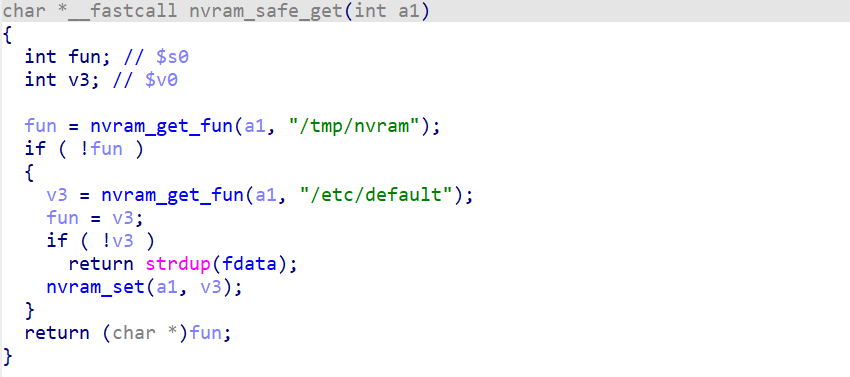 char *__fastcall nvram_safe_get(int a1)
{
  int fun; // $s0
  int v3; // $v0

  fun = nvram_get_fun(a1, "/tmp/nvram");
  if ( !fun )
  {
    v3 = nvram_get_fun(a1, "/etc/default");
    fun = v3;
    if ( !v3 )
      return strdup(fdata);
    nvram_set(a1, v3);
  }
  return (char *)fun;
}